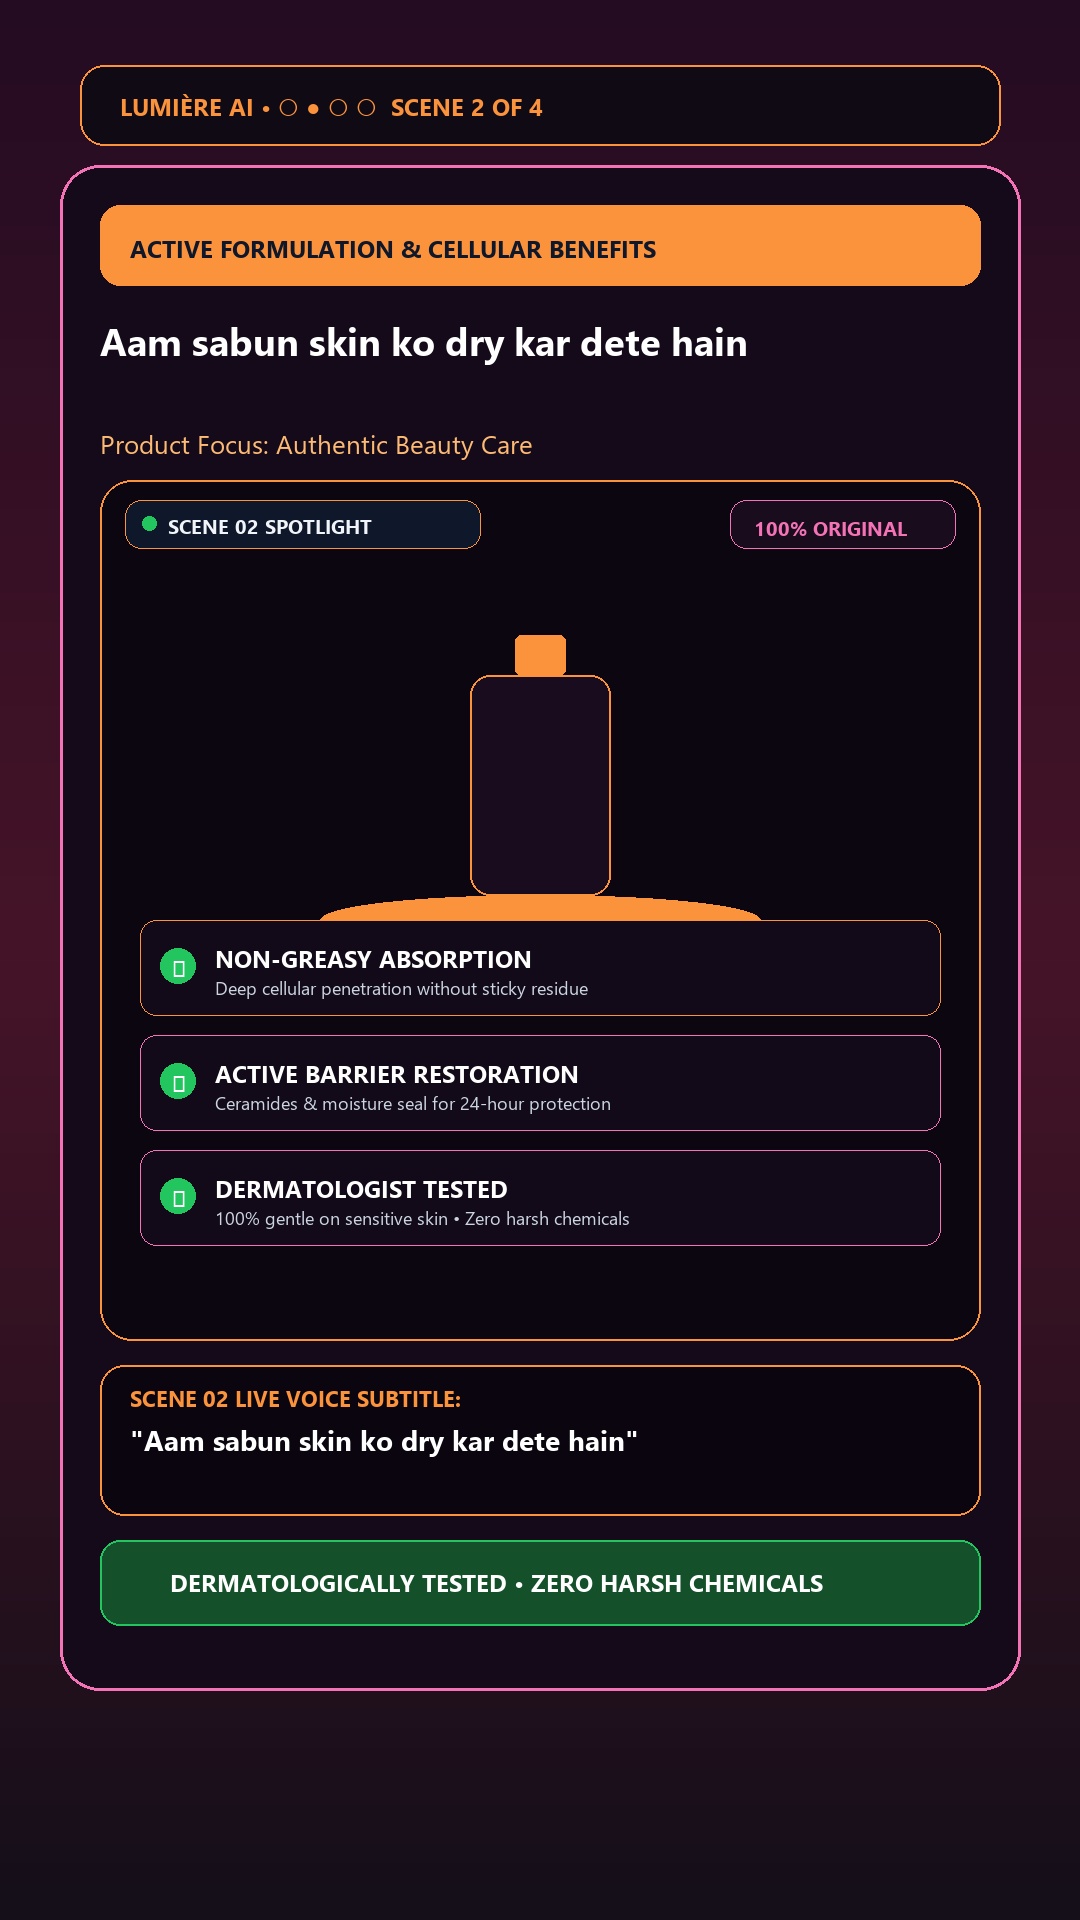 LUMIÈRE AI • ○ ● ○ ○ SCENE 2 OF 4
ACTIVE FORMULATION & CELLULAR BENEFITS
Aam sabun skin ko dry kar dete hain
Product Focus: Authentic Beauty Care
SCENE 02 SPOTLIGHT
100% ORIGINAL
NON-GREASY ABSORPTION
Deep cellular penetration without sticky residue
ACTIVE BARRIER RESTORATION
Ceramides & moisture seal for 24-hour protection
DERMATOLOGIST TESTED
100% gentle on sensitive skin • Zero harsh chemicals
SCENE 02 LIVE VOICE SUBTITLE:
"Aam sabun skin ko dry kar dete hain"
DERMATOLOGICALLY TESTED • ZERO HARSH CHEMICALS